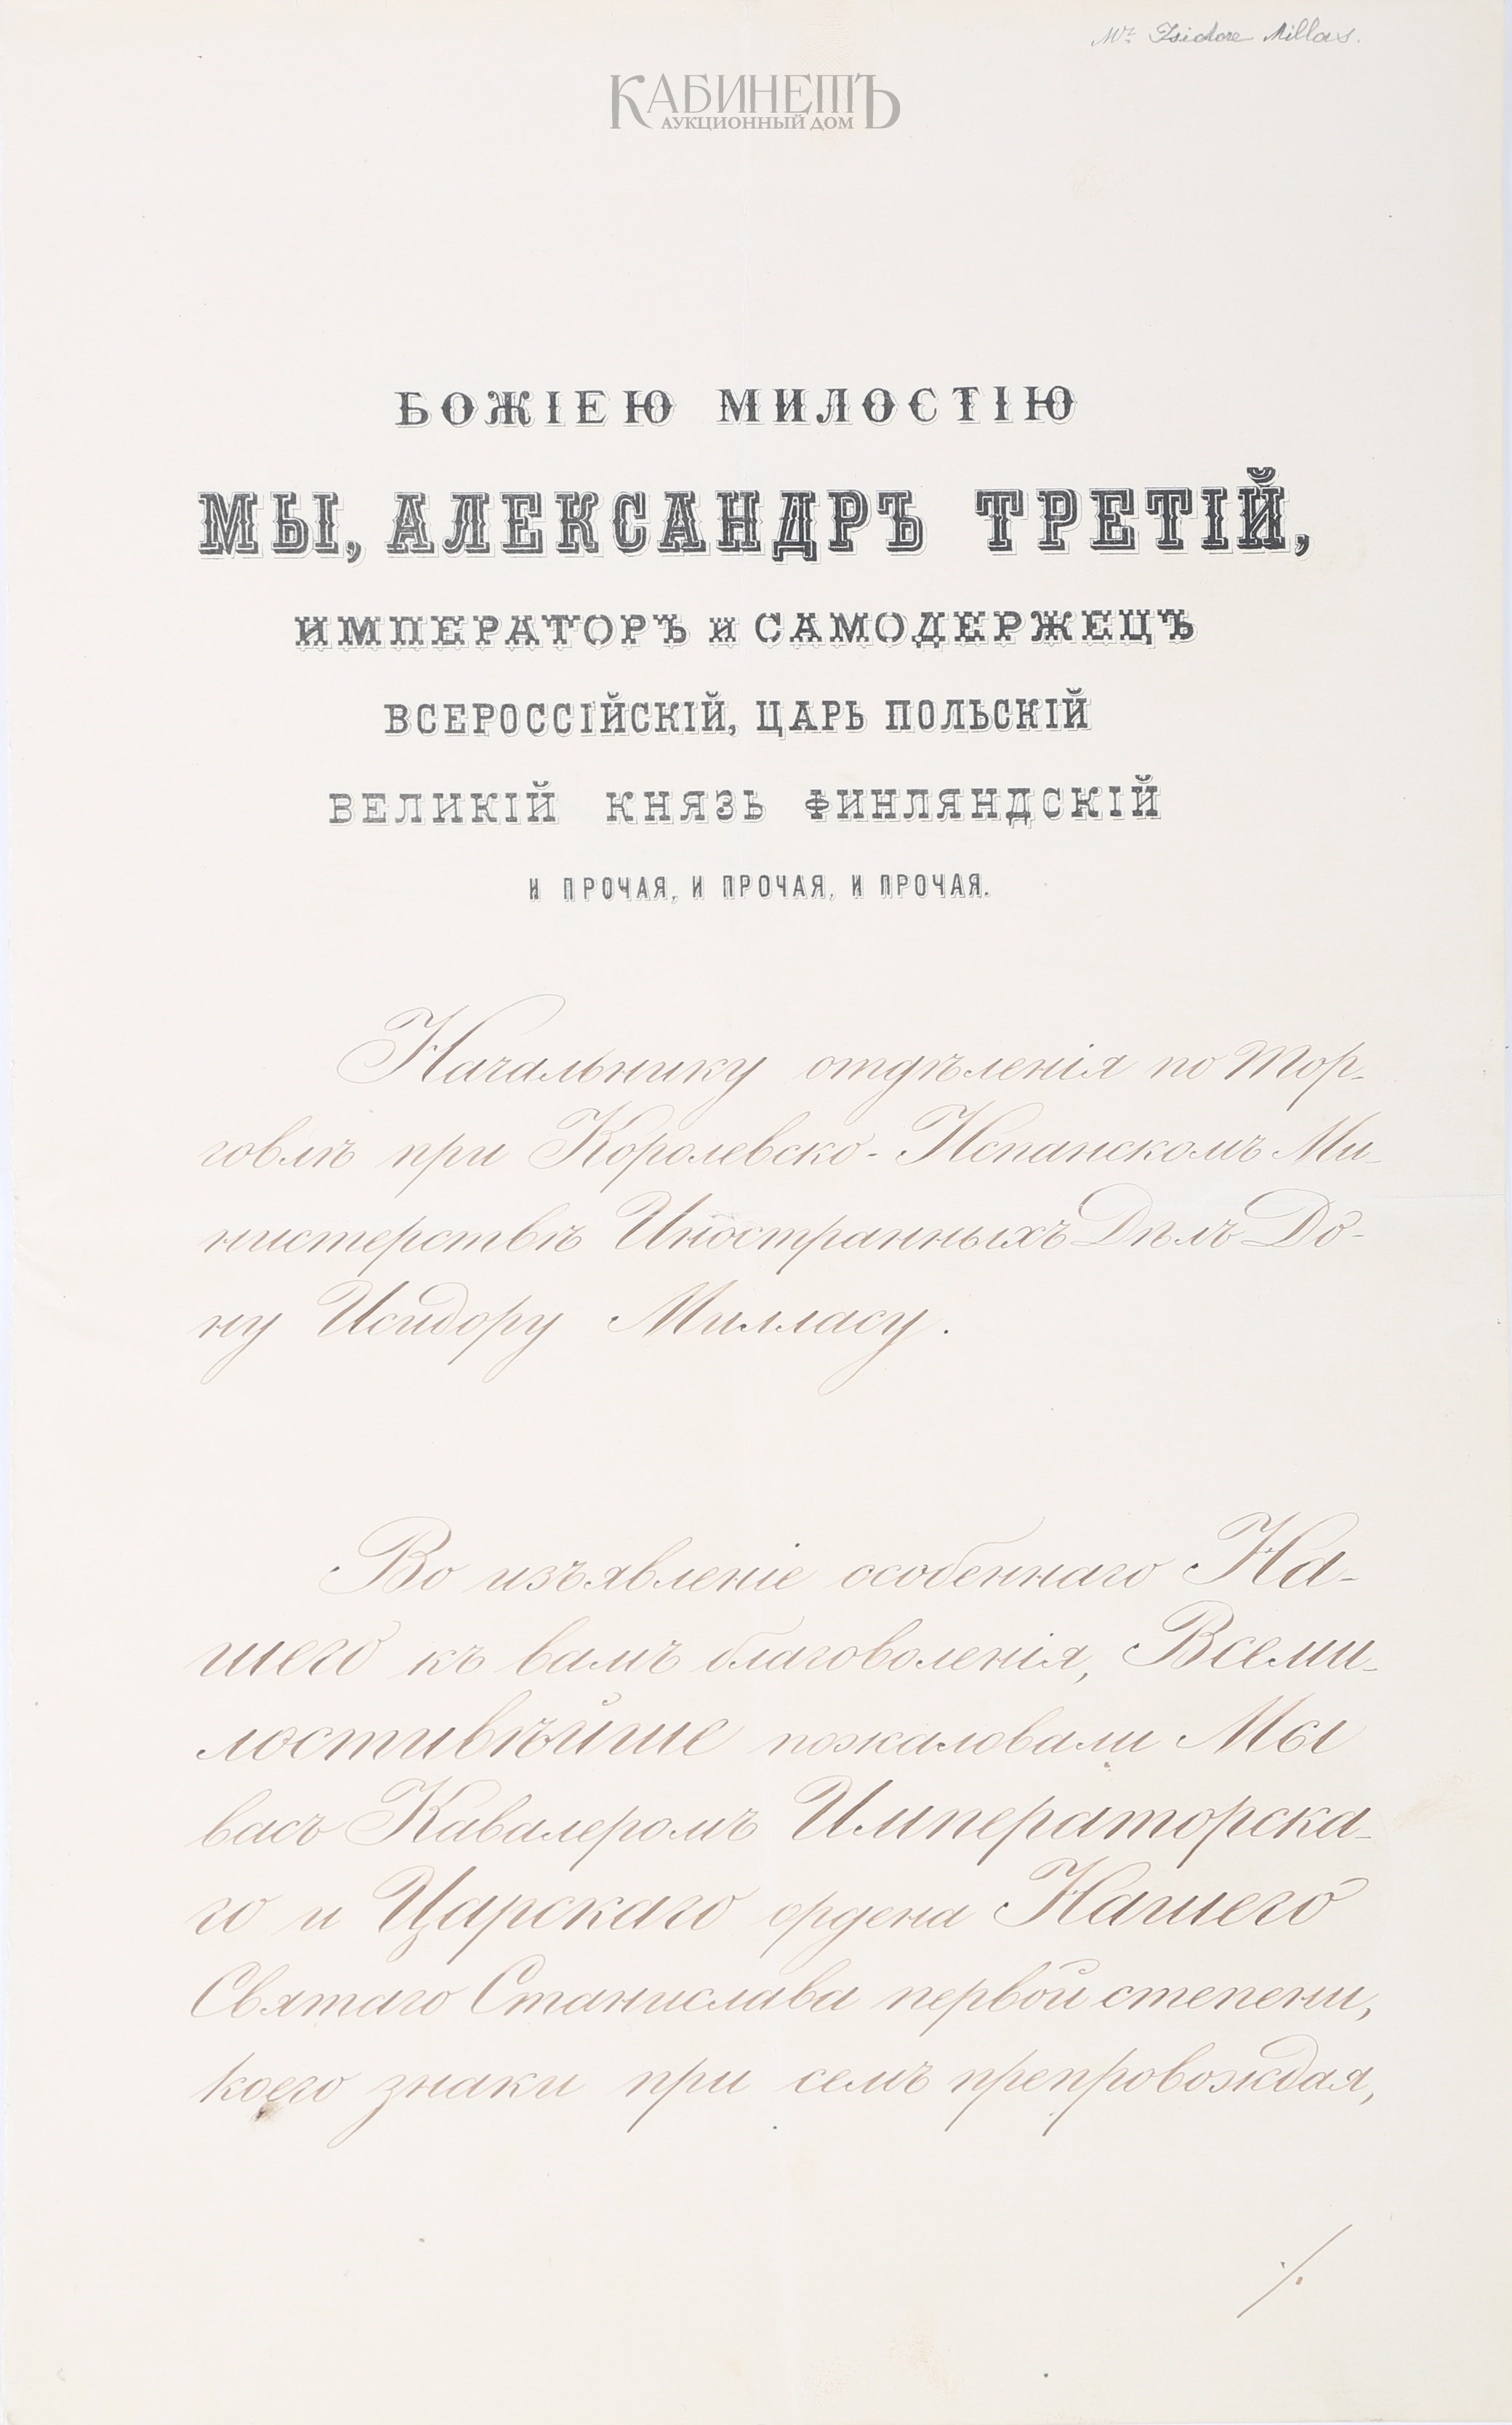 Mr. Isidore Millas.
КАБИНЕТЪ
АУКЦИОННЫЙ ДОМ
БОЖІЕЮ МИЛОСТІЮ
МЫ, АЛЕКСАНДРЪ ТРЕТІЙ,
ИМПЕРАТОРЪ И САМОДЕРЖЕЦЪ
ВСЕРОССІЙСКІЙ, ЦАРЬ ПОЛЬСКІЙ
ВЕЛИКІЙ КНЯЗЬ ФИНЛЯНДСКІЙ
И ПРОЧАЯ, И ПРОЧАЯ, И ПРОЧАЯ.
Начальнику отдѣленія по Тор-
говлѣ при Королевско-Испанскомъ Ми-
нистерствѣ Иностранныхъ Дѣлъ До-
ну Исидору Милласу.
Во изъявленіе особеннаго На-
шего къ вамъ благоволенія, Всеми-
лостивѣйше пожаловали Мы
васъ Кавалеромъ Императорска-
го и Царскаго ордена Нашего
Святаго Станислава первой степени,
коего знаки при семъ препровождая,
./.